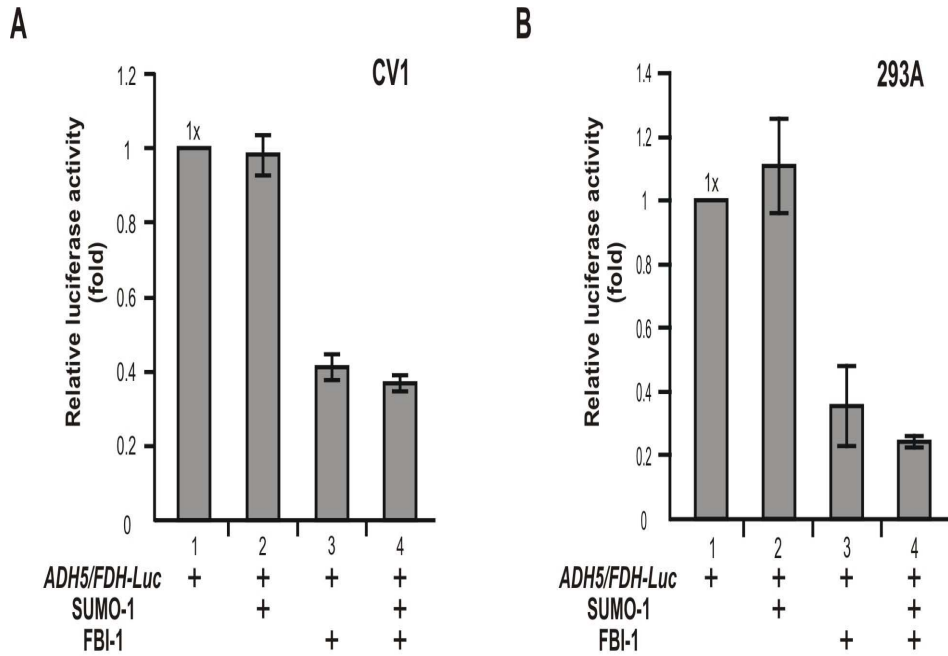 A
CV1
Relative luciferase activity
(fold)
1.2
1
0.8
0.6
0.4
0.2
0
1x
1 2 3 4
ADH5/FDH-Luc + + + +
SUMO-1 + +
FBI-1 + +
B
293A
Relative luciferase activity
(fold)
1.4
1.2
1
0.8
0.6
0.4
0.2
0
1x
1 2 3 4
ADH5/FDH-Luc + + + +
SUMO-1 + +
FBI-1 + +